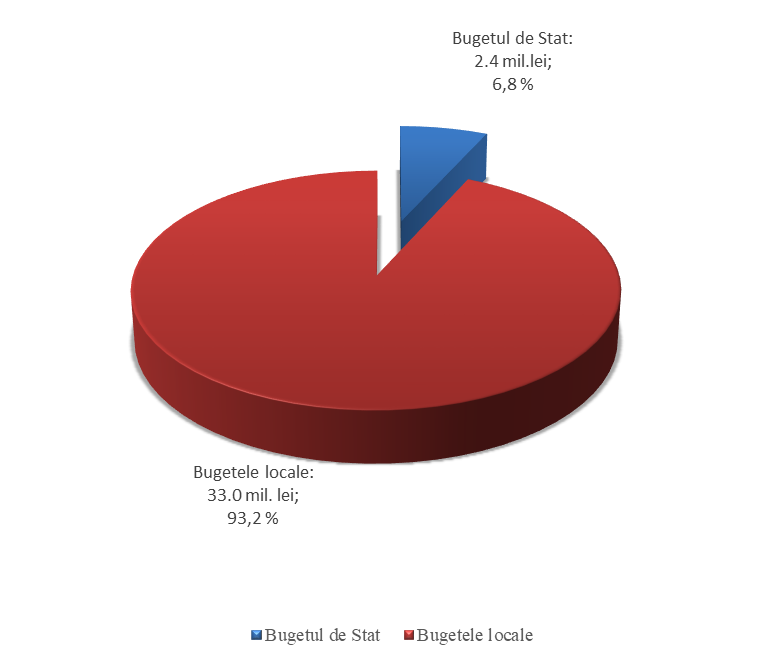 Bugetul de Stat:
2.4 mil.lei;
6,8 %
Bugetele locale:
33.0 mil. lei;
93,2 %
Bugetul de Stat
Bugetele locale